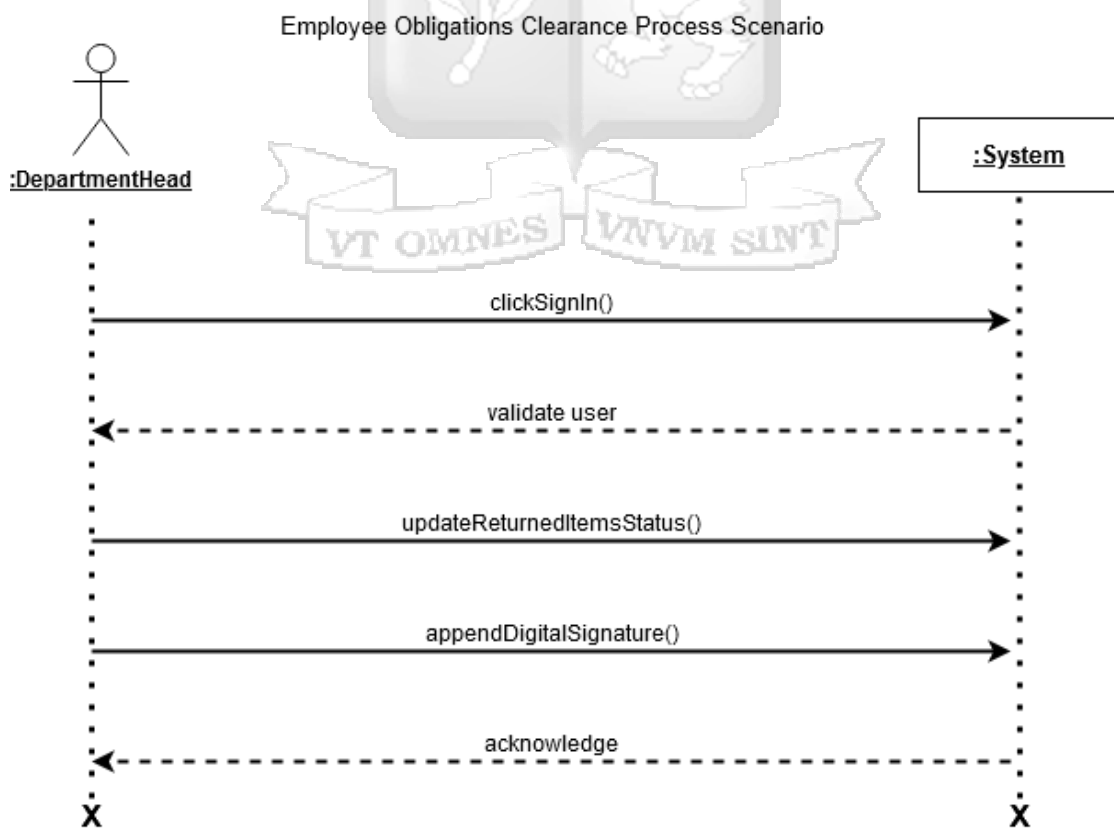 Employee Obligations Clearance Process Scenario
:DepartmentHead
:System
VT OMNES VNVM SINT
clickSignIn()
validate user
updateReturnedItemsStatus()
appendDigitalSignature()
acknowledge
X X